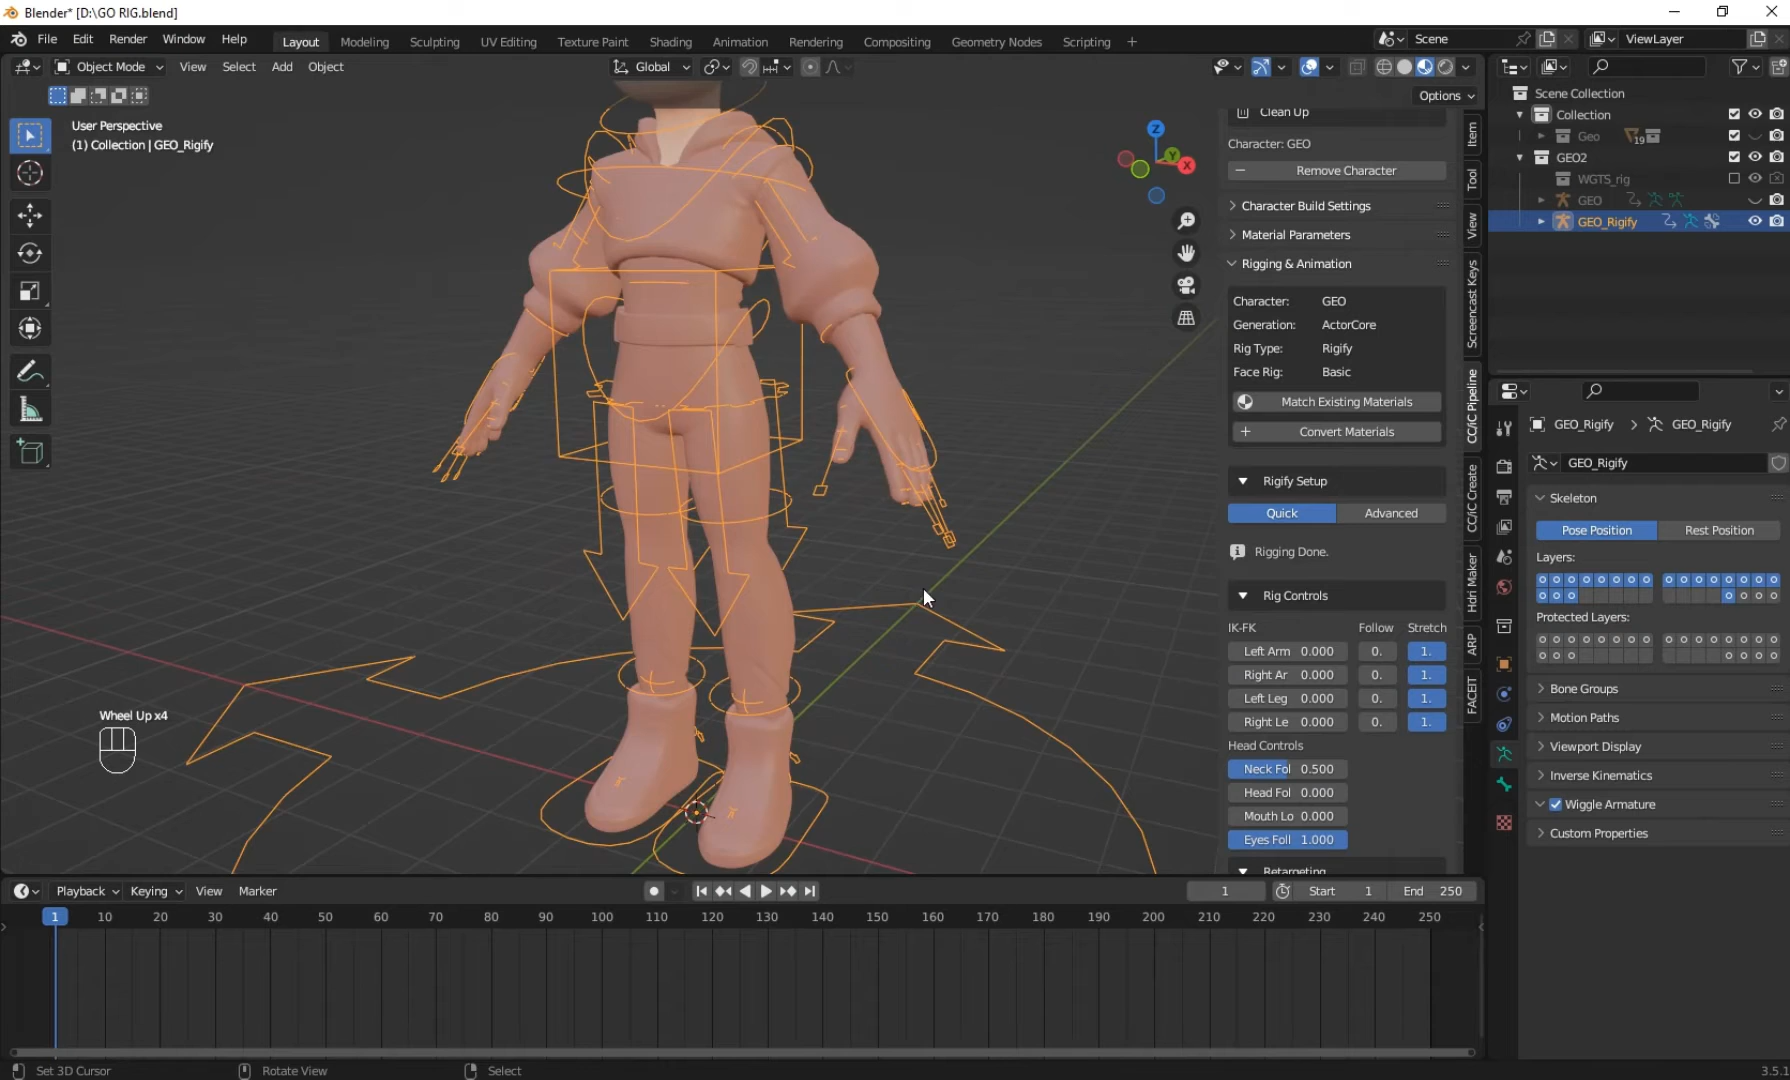 Blender* [D:\GO RIG.blend]
File Edit Render Window Help Layout Modeling Sculpting UV Editing Texture Paint Shading Animation Rendering Compositing Geometry Nodes Scripting + Scene ViewLayer
Object Mode View Select Add Object Global
Options
User Perspective
(1) Collection | GEO_Rigify
Z
Y
X
Wheel Up x4
Clean Up
Character: GEO
Remove Character
Character Build Settings
Material Parameters
Rigging & Animation
Character: GEO
Generation: ActorCore
Rig Type: Rigify
Face Rig: Basic
Match Existing Materials
Convert Materials
Rigify Setup
Quick Advanced
Rigging Done.
Rig Controls
IK-FK Follow Stretch
Left Arm 0.000 0. 1.
Right Ar 0.000 0. 1.
Left Leg 0.000 0. 1.
Right Le 0.000 0. 1.
Head Controls
Neck Fol 0.500
Head Fol 0.000
Mouth Lo 0.000
Eyes Foll 1.000
Retargeting
Item
Tool
View
Screencast Keys
CC/iC Pipeline
CC/iC Create
Hdri Maker
ARP
FACEIT
Scene Collection
Collection
Geo 19
GEO2
WGTS_rig
GEO
GEO_Rigify
GEO_Rigify > GEO_Rigify
GEO_Rigify
Skeleton
Pose Position Rest Position
Layers:
Protected Layers:
Bone Groups
Motion Paths
Viewport Display
Inverse Kinematics
Wiggle Armature
Custom Properties
Playback Keying View Marker 1 Start 1 End 250
1 10 20 30 40 50 60 70 80 90 100 110 120 130 140 150 160 170 180 190 200 210 220 230 240 250
Set 3D Cursor Rotate View Select 3.5.1